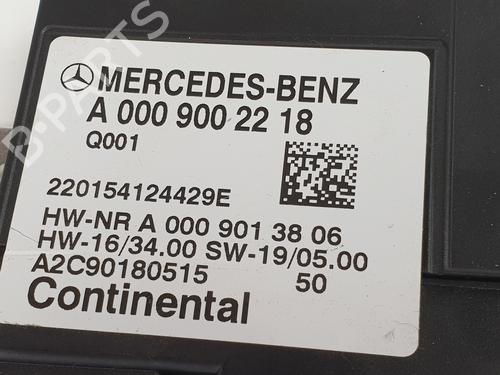 B-PARTS
MERCEDES-BENZ
A 000 900 22 18
Q001
220154124429E
HW-NR A 000 901 38 06
HW-16/34.00 SW-19/05.00
A2C90180515 50
Continental